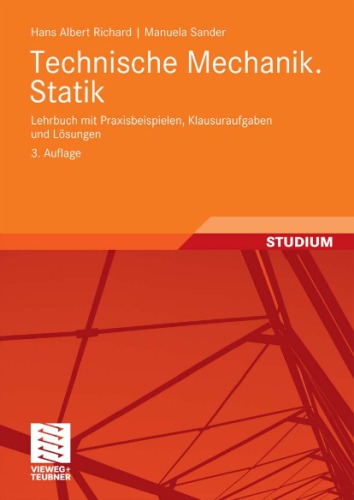 Hans Albert Richard | Manuela Sander
Technische Mechanik.
Statik
Lehrbuch mit Praxisbeispielen, Klausuraufgaben
und Lösungen
3. Auflage
STUDIUM
VIEWEG+
TEUBNER